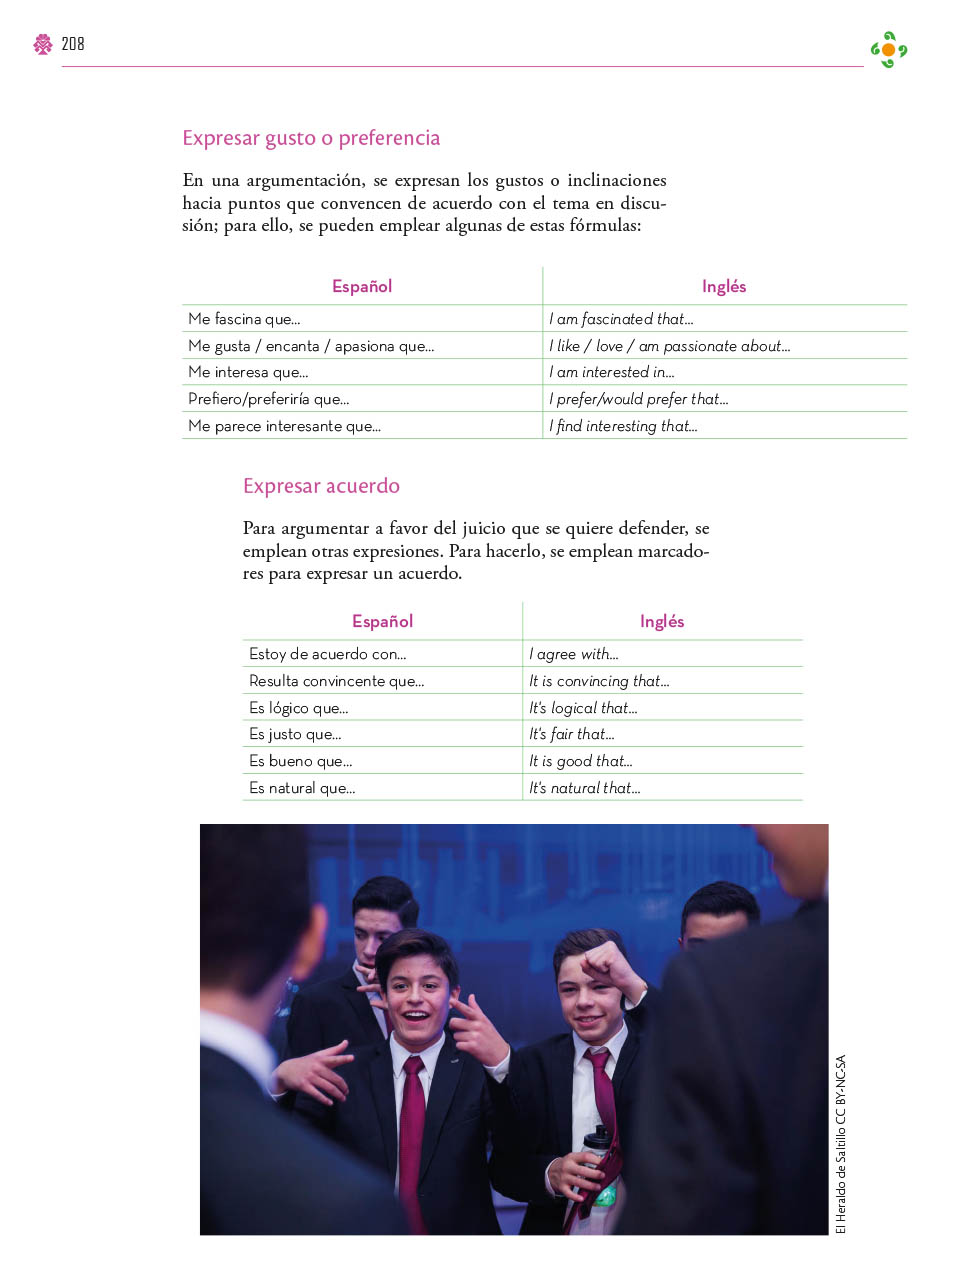 208
Expresar gusto o preferencia
En una argumentación, se expresan los gustos o inclinaciones
hacia puntos que convencen de acuerdo con el tema en discu-
sión; para ello, se pueden emplear algunas de estas fórmulas:
Español Inglés
Me fascina que... I am fascinated that...
Me gusta / encanta / apasiona que... I like / love / am passionate about...
Me interesa que... I am interested in...
Prefiero/preferiría que... I prefer/would prefer that...
Me parece interesante que... I find interesting that...
Expresar acuerdo
Para argumentar a favor del juicio que se quiere defender, se
emplean otras expresiones. Para hacerlo, se emplean marcado-
res para expresar un acuerdo.
Español Inglés
Estoy de acuerdo con... I agree with...
Resulta convincente que... It is convincing that...
Es lógico que... It's logical that...
Es justo que... It's fair that...
Es bueno que... It is good that...
Es natural que... It's natural that...
El Heraldo de Saltillo CC BY-NC-SA